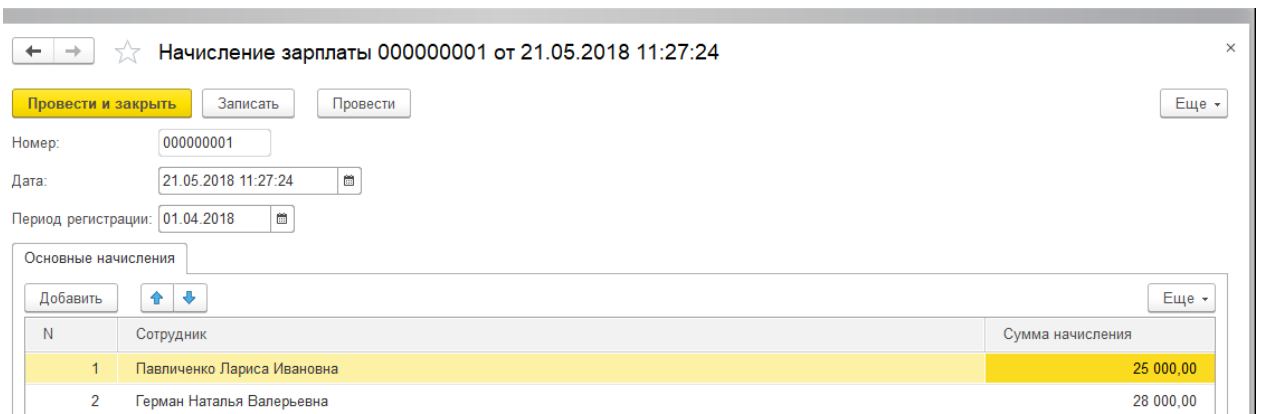 Начисление зарплаты 000000001 от 21.05.2018 11:27:24
Провести и закрыть Записать Провести Еще
Номер: 000000001
Дата: 21.05.2018 11:27:24
Период регистрации: 01.04.2018
Основные начисления
Добавить Еще
N Сотрудник Сумма начисления
1 Павличенко Лариса Ивановна 25 000,00
2 Герман Наталья Валерьевна 28 000,00